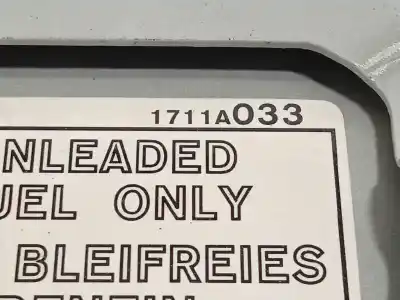 1711A033
NLEADED
UEL ONLY
BLEIFREIES